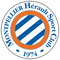 MONTPELLIER Hérault Sport Club
1974